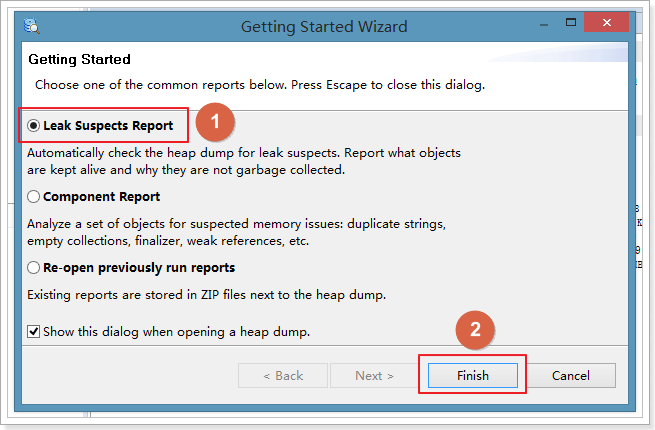 Getting Started Wizard
Getting Started
Choose one of the common reports below. Press Escape to close this dialog.
Leak Suspects Report
1
Automatically check the heap dump for leak suspects. Report what objects
are kept alive and why they are not garbage collected.
Component Report
Analyze a set of objects for suspected memory issues: duplicate strings,
empty collections, finalizer, weak references, etc.
Re-open previously run reports
Existing reports are stored in ZIP files next to the heap dump.
Show this dialog when opening a heap dump.
2
< Back
Next >
Finish
Cancel